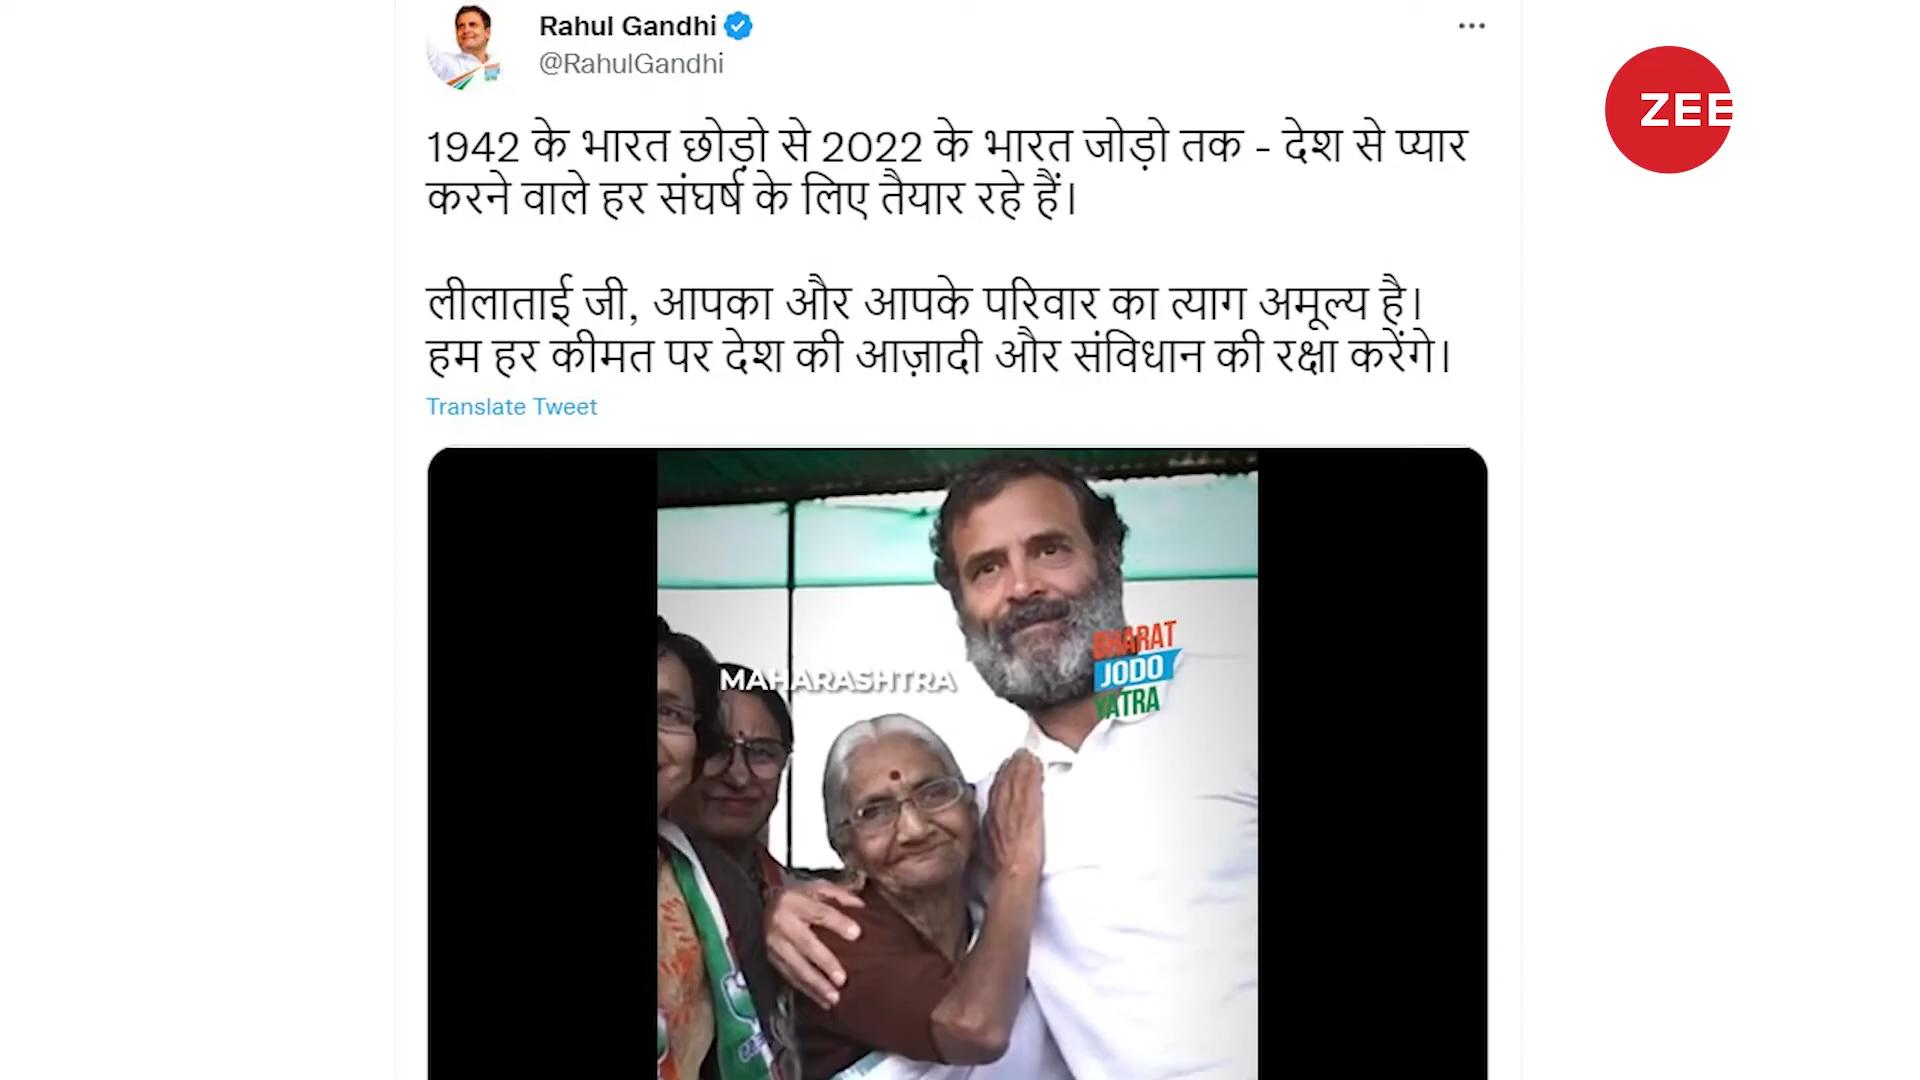 Rahul Gandhi
@RahulGandhi
ZEE
1942 के भारत छोड़ो से 2022 के भारत जोड़ो तक - देश से प्यार
करने वाले हर संघर्ष के लिए तैयार रहे हैं।
लीलाताई जी, आपका और आपके परिवार का त्याग अमूल्य है।
हम हर कीमत पर देश की आज़ादी और संविधान की रक्षा करेंगे।
Translate Tweet
MAHARASHTRA
BHARAT
JODO
YATRA